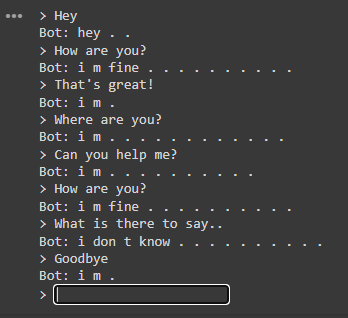 > Hey
Bot: hey . .
> How are you?
Bot: i m fine . . . . . . . . . .
> That's great!
Bot: i m .
> Where are you?
Bot: i m . . . . . . . . . . . . .
> Can you help me?
Bot: i m . . . . . . . . . .
> How are you?
Bot: i m fine . . . . . . . . . .
> What is there to say..
Bot: i don t know . . . . . . . . . .
> Goodbye
Bot: i m .
>